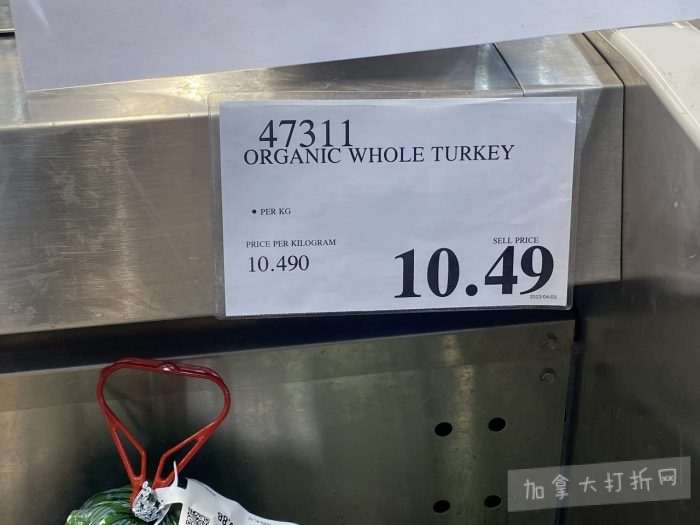 47311
ORGANIC WHOLE TURKEY
• PER KG
PRICE PER KILOGRAM
10.490
SELL PRICE
10.49
加拿大打折网